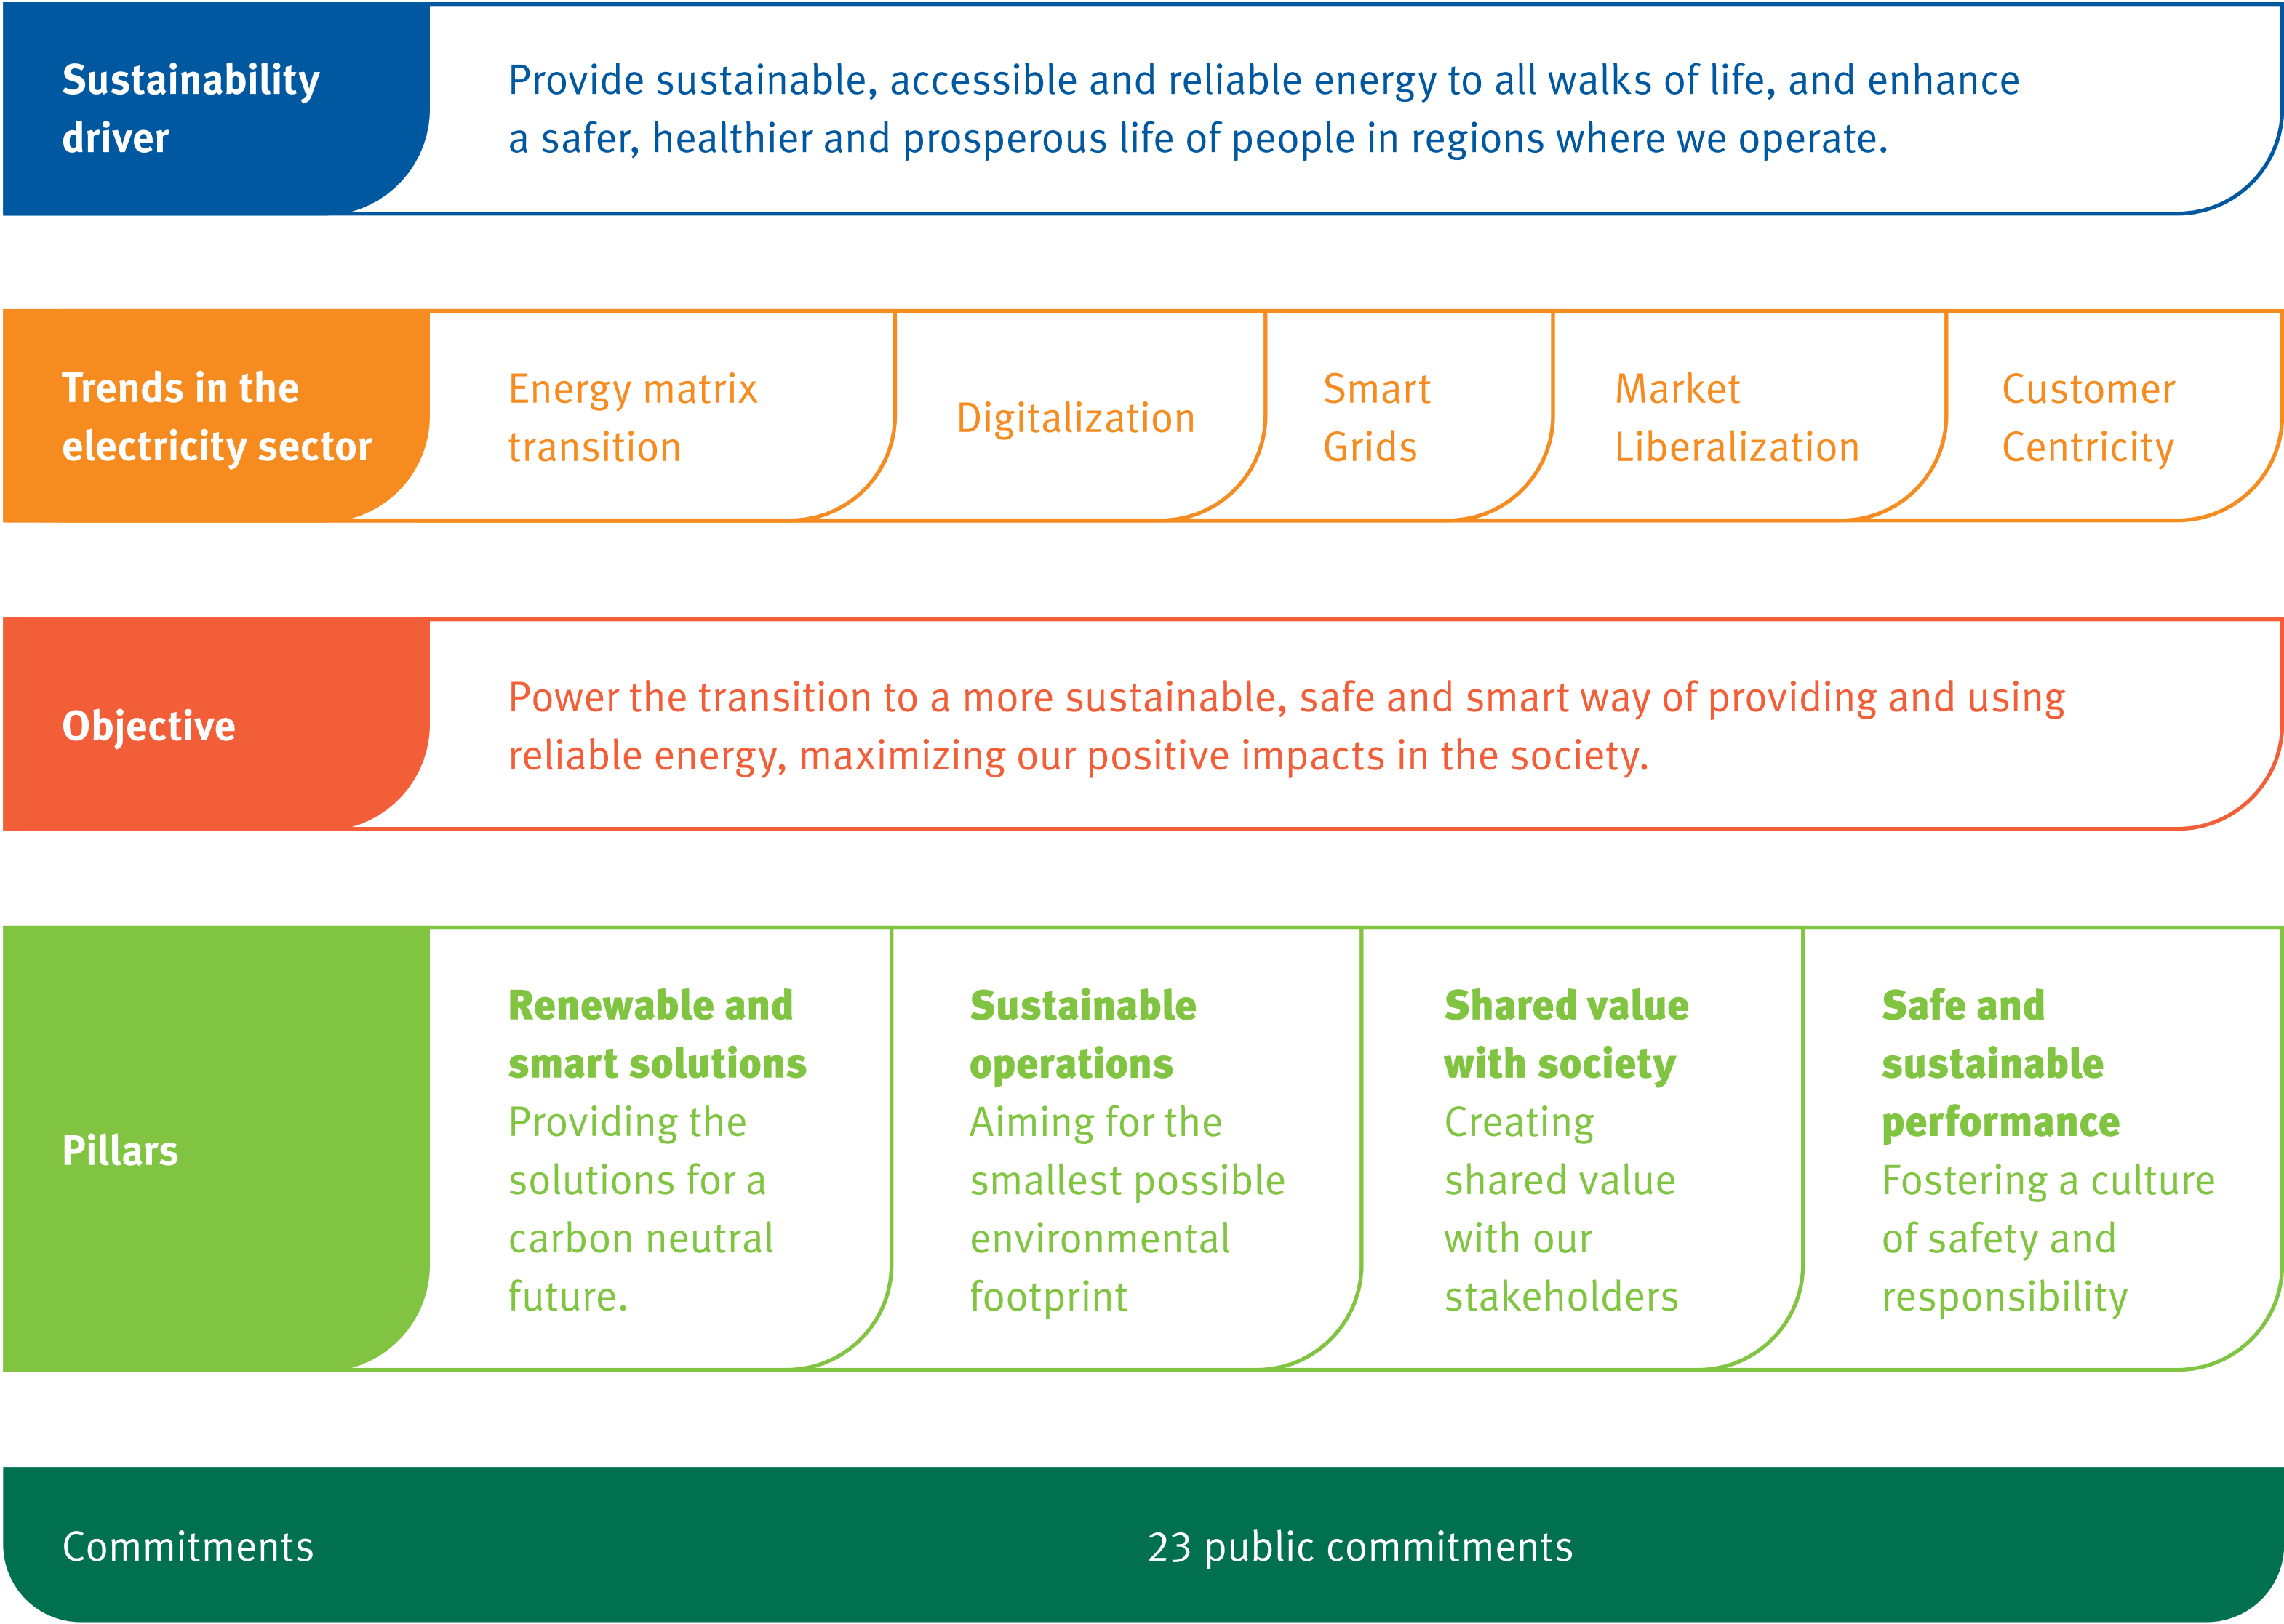 Sustainability
driver
Provide sustainable, accessible and reliable energy to all walks of life, and enhance
a safer, healthier and prosperous life of people in regions where we operate.
Trends in the
electricity sector
Energy matrix
transition
Digitalization
Smart
Grids
Market
Liberalization
Customer
Centricity
Objective
Power the transition to a more sustainable, safe and smart way of providing and using
reliable energy, maximizing our positive impacts in the society.
Pillars
Renewable and
smart solutions
Providing the
solutions for a
carbon neutral
future.
Sustainable
operations
Aiming for the
smallest possible
environmental
footprint
Shared value
with society
Creating
shared value
with our
stakeholders
Safe and
sustainable
performance
Fostering a culture
of safety and
responsibility
Commitments
23 public commitments